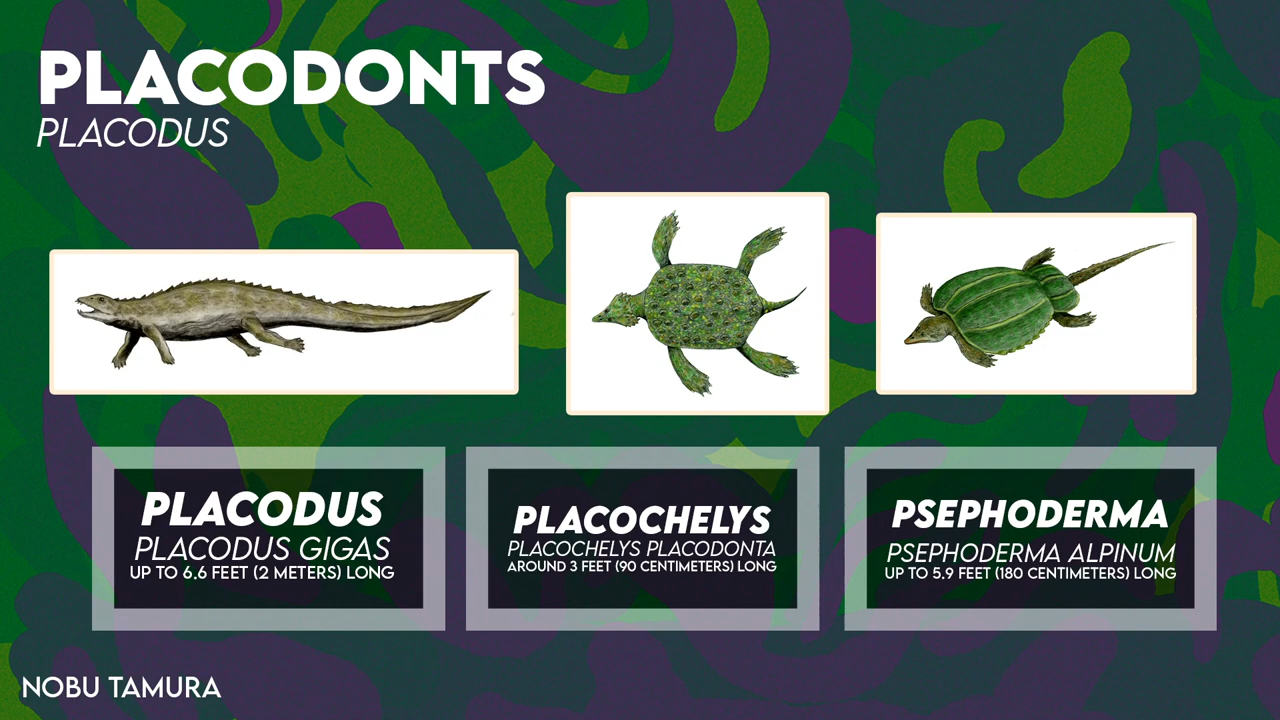 PLACODONTS
PLACODUS
PLACODUS
PLACODUS GIGAS
UP TO 6.6 FEET (2 METERS) LONG
PLACOCHELYS
PLACOCHELYS PLACODONTA
AROUND 3 FEET (90 CENTIMETERS) LONG
PSEPHODERMA
PSEPHODERMA ALPINUM
UP TO 5.9 FEET (180 CENTIMETERS) LONG
NOBU TAMURA